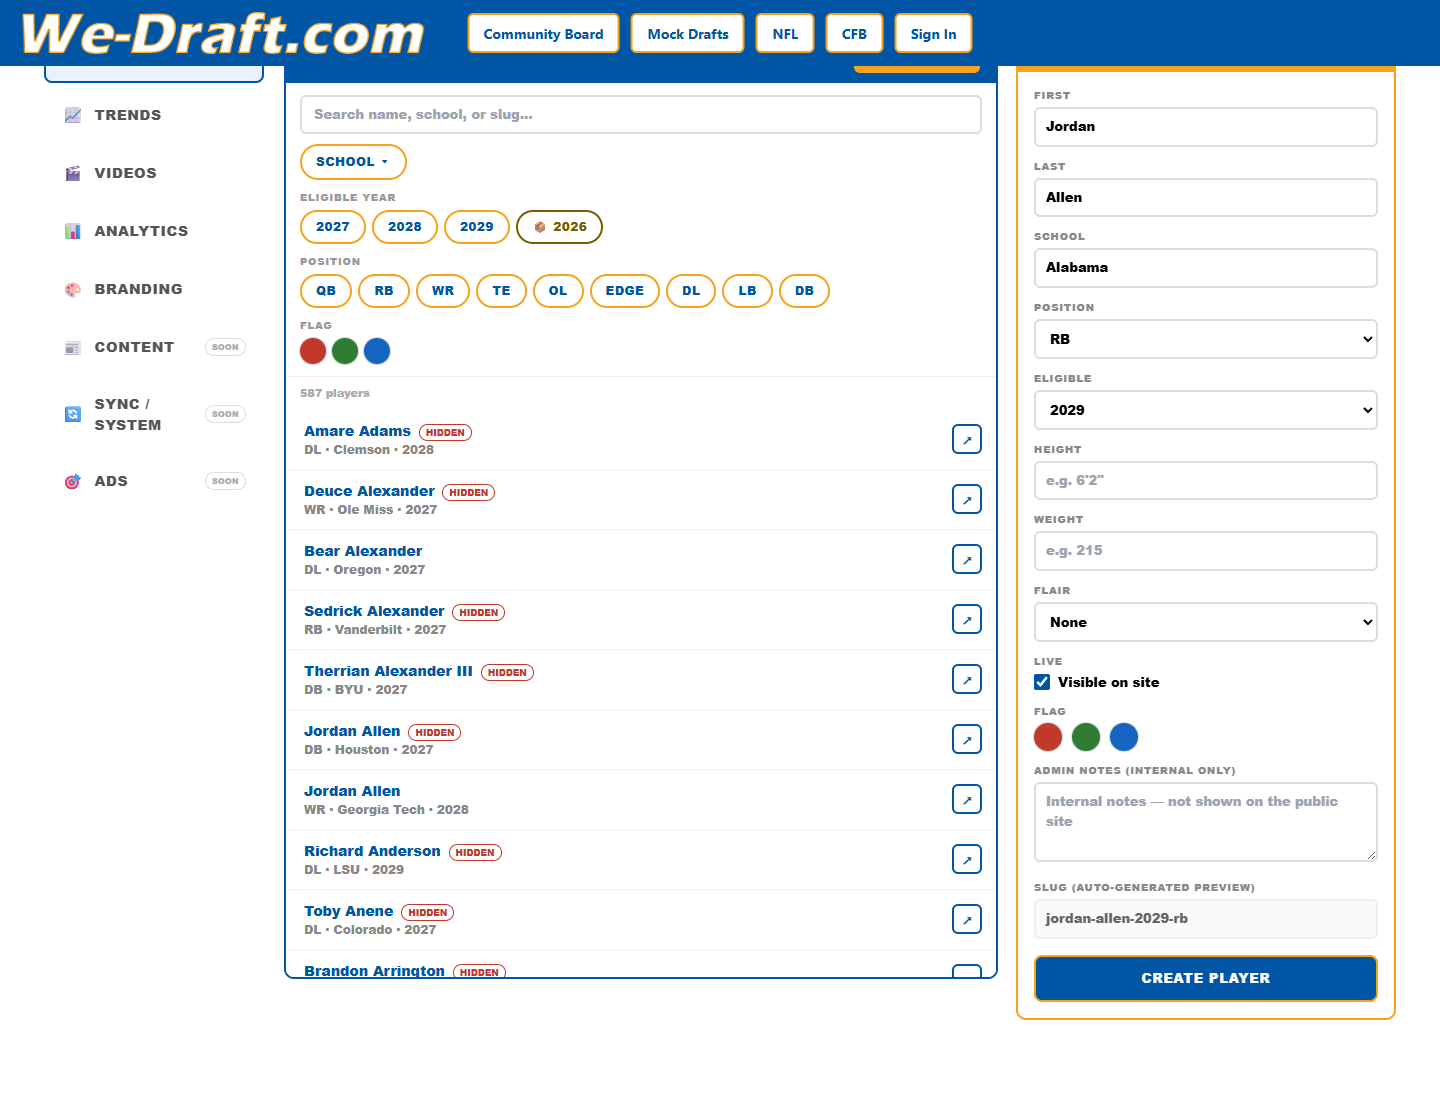 We-Draft.com
Community Board
Mock Drafts
NFL
CFB
Sign In
TRENDS
VIDEOS
ANALYTICS
BRANDING
CONTENT SOON
SYNC /
SYSTEM SOON
ADS SOON
Search name, school, or slug...
SCHOOL
ELIGIBLE YEAR
2027
2028
2029
2026
POSITION
QB
RB
WR
TE
OL
EDGE
DL
LB
DB
FLAG
587 players
Amare Adams HIDDEN
DL • Clemson • 2028
Deuce Alexander HIDDEN
WR • Ole Miss • 2027
Bear Alexander
DL • Oregon • 2027
Sedrick Alexander HIDDEN
RB • Vanderbilt • 2027
Therrian Alexander III HIDDEN
DB • BYU • 2027
Jordan Allen HIDDEN
DB • Houston • 2027
Jordan Allen
WR • Georgia Tech • 2028
Richard Anderson HIDDEN
DL • LSU • 2029
Toby Anene HIDDEN
DL • Colorado • 2027
Brandon Arrington HIDDEN
FIRST
Jordan
LAST
Allen
SCHOOL
Alabama
POSITION
RB
ELIGIBLE
2029
HEIGHT
e.g. 6'2"
WEIGHT
e.g. 215
FLAIR
None
LIVE
Visible on site
FLAG
ADMIN NOTES (INTERNAL ONLY)
Internal notes — not shown on the public
site
SLUG (AUTO-GENERATED PREVIEW)
jordan-allen-2029-rb
CREATE PLAYER